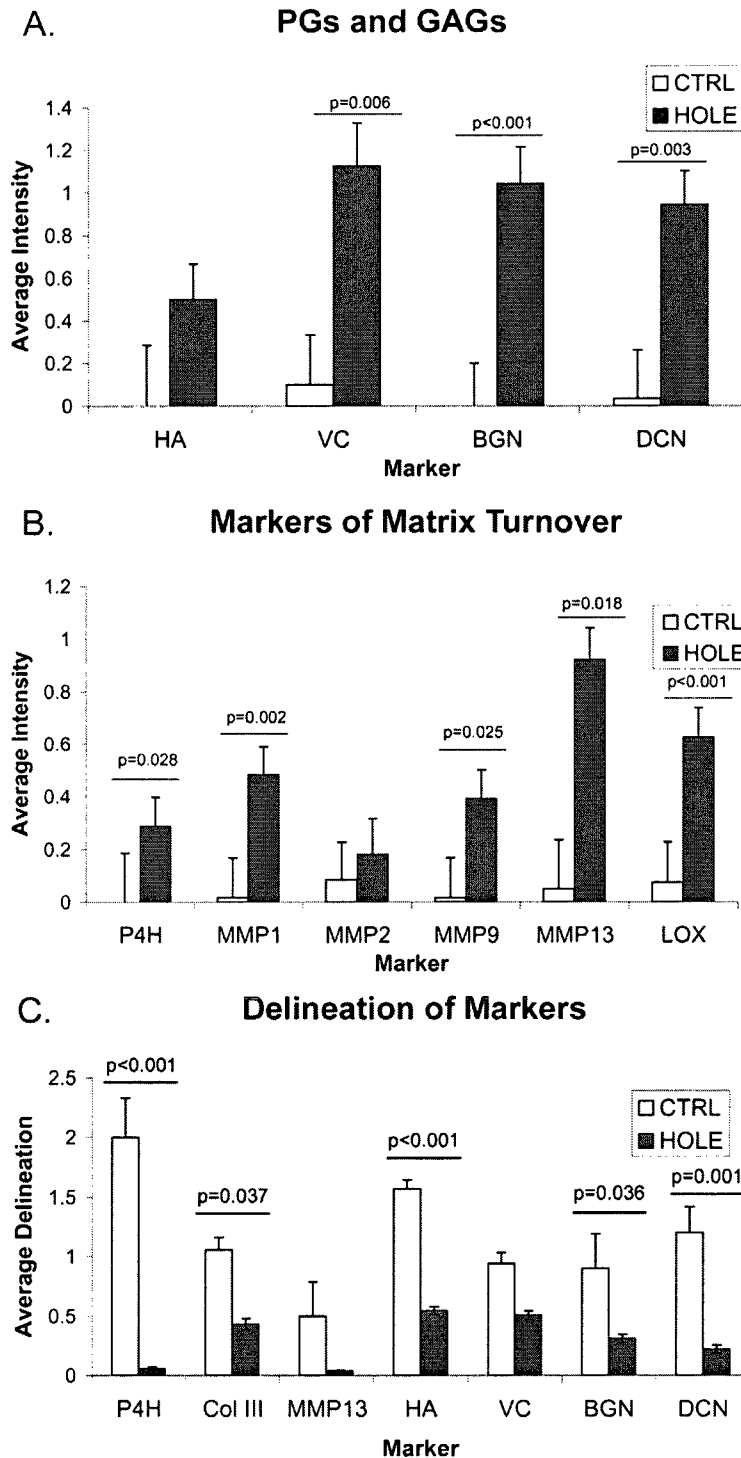 A.
PGs and GAGs
CTRL
HOLE
p=0.006
p<0.001
p=0.003
1.4
1.2
1
0.8
0.6
0.4
0.2
0
Average Intensity
HA VC BGN DCN
Marker
B.
Markers of Matrix Turnover
CTRL
HOLE
p=0.028
p=0.002
p=0.025
p=0.018
p<0.001
1.2
1
0.8
0.6
0.4
0.2
0
Average Intensity
P4H MMP1 MMP2 MMP9 MMP13 LOX
Marker
C.
Delineation of Markers
CTRL
HOLE
p<0.001
p=0.037
p<0.001
p=0.036
p=0.001
2.5
2
1.5
1
0.5
0
Average Delineation
P4H Col III MMP13 HA VC BGN DCN
Marker